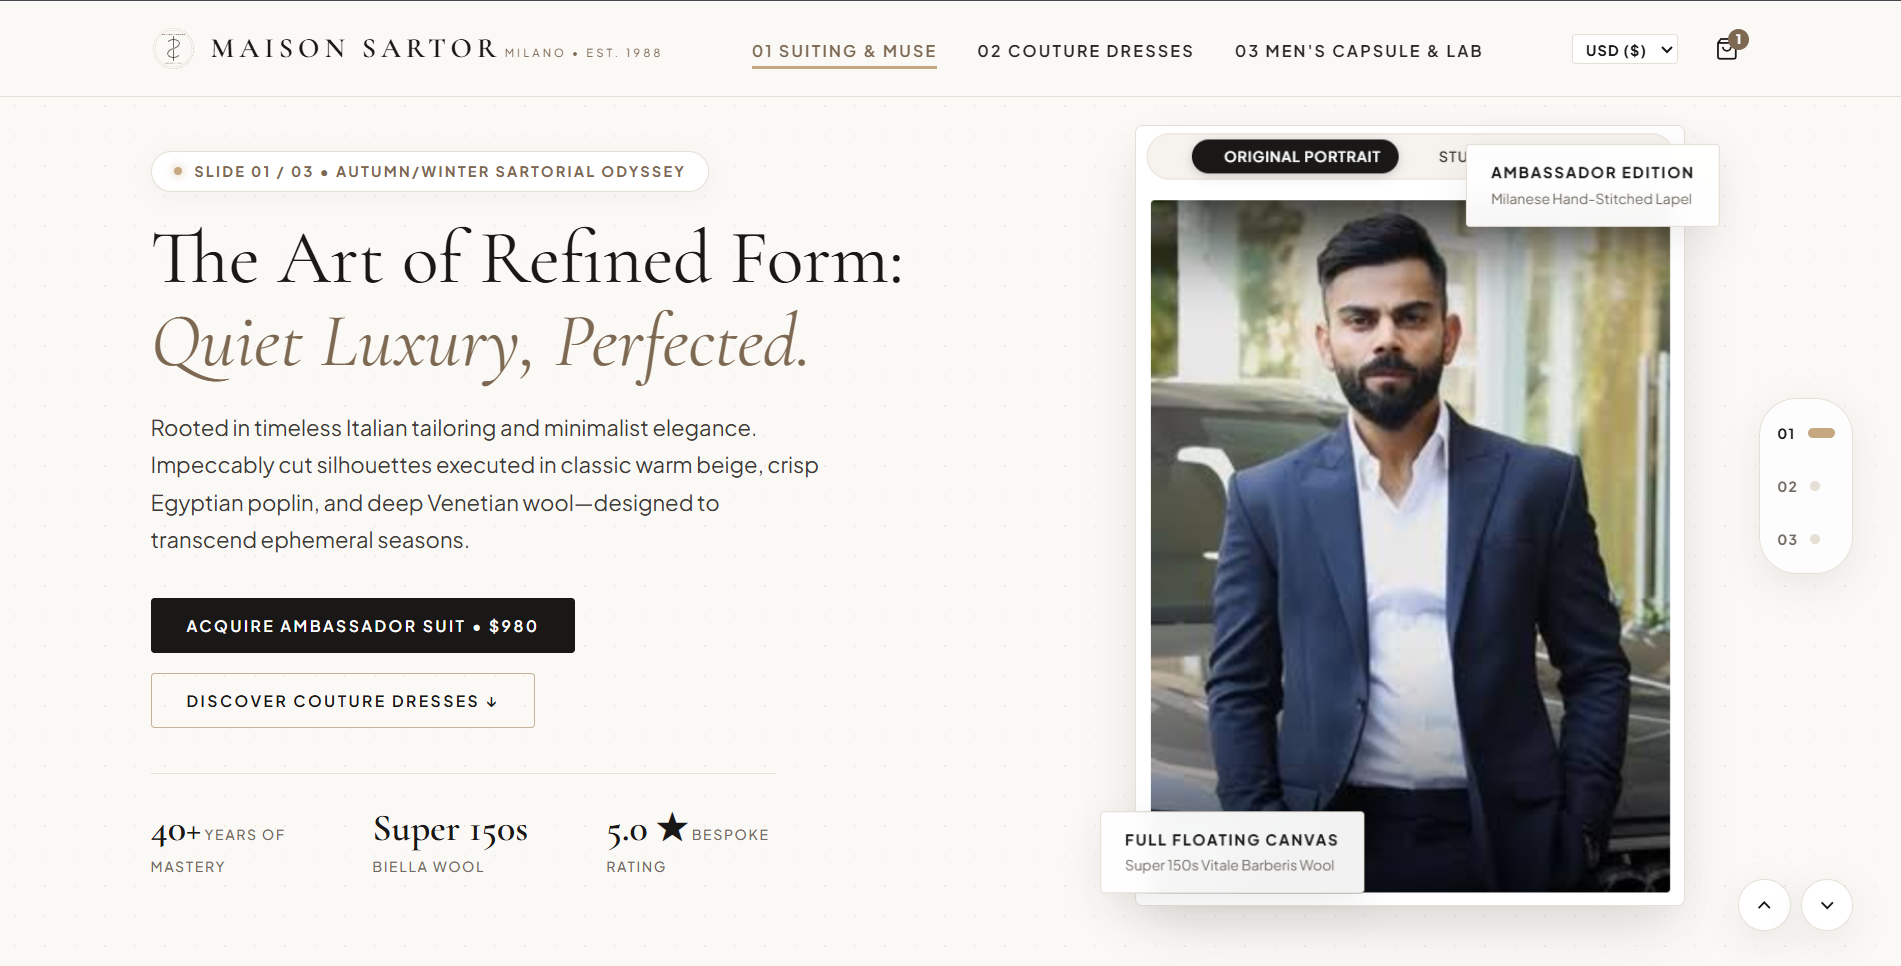 MAISON SARTOR MILANO • EST. 1988
01 SUITING & MUSE
02 COUTURE DRESSES
03 MEN'S CAPSULE & LAB
USD ($)
1
SLIDE 01 / 03 • AUTUMN/WINTER SARTORIAL ODYSSEY
The Art of Refined Form:
Quiet Luxury, Perfected.
Rooted in timeless Italian tailoring and minimalist elegance.
Impeccably cut silhouettes executed in classic warm beige, crisp
Egyptian poplin, and deep Venetian wool—designed to
transcend ephemeral seasons.
ACQUIRE AMBASSADOR SUIT • $980
DISCOVER COUTURE DRESSES ↓
40+ YEARS OF
MASTERY
Super 150s
BIELLA WOOL
5.0 ★ BESPOKE
RATING
ORIGINAL PORTRAIT
STU
AMBASSADOR EDITION
Milanese Hand-Stitched Lapel
FULL FLOATING CANVAS
Super 150s Vitale Barberis Wool
01
02
03